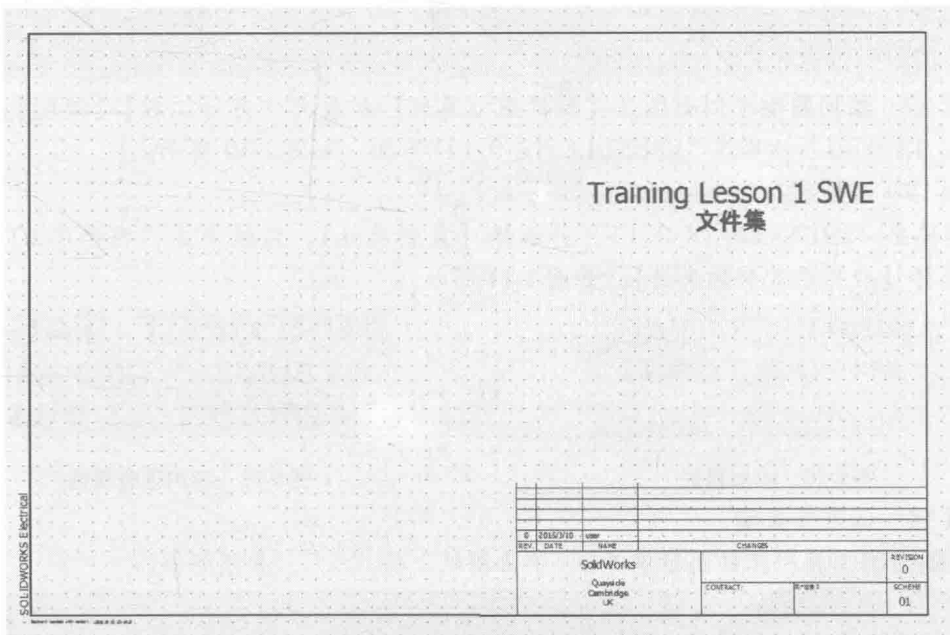 Training Lesson 1 SWE
文件集
SOLIDWORKS Electrical
0 2015/3/10 user
REV. DATE NAME CHANGES
SolidWorks
Quayside
Cambridge
UK
CONTRACT:
REVISION
0
SCHEME
01